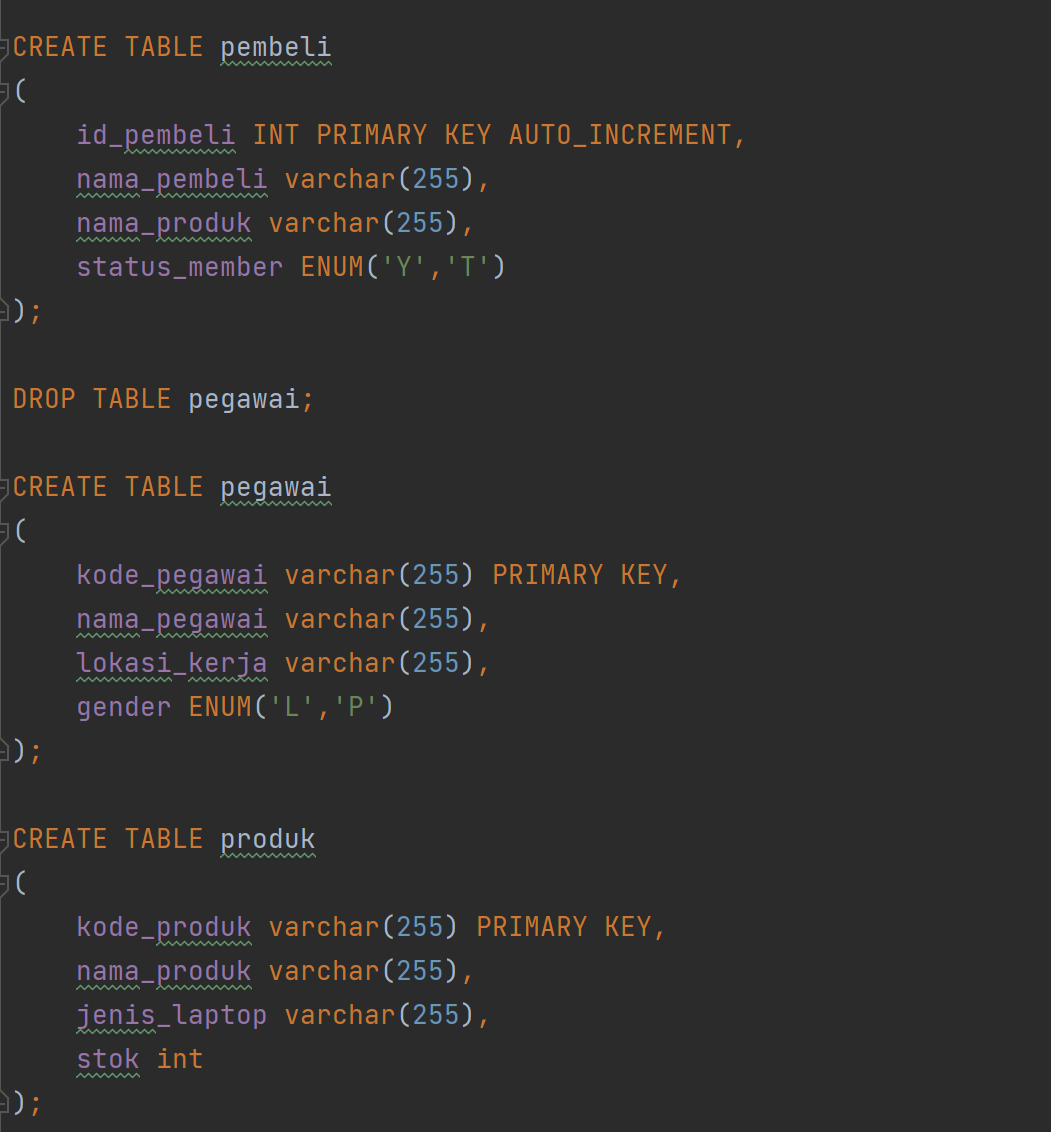 CREATE TABLE pembeli
(
    id_pembeli INT PRIMARY KEY AUTO_INCREMENT,
    nama_pembeli varchar(255),
    nama_produk varchar(255),
    status_member ENUM('Y','T')
);

DROP TABLE pegawai;

CREATE TABLE pegawai
(
    kode_pegawai varchar(255) PRIMARY KEY,
    nama_pegawai varchar(255),
    lokasi_kerja varchar(255),
    gender ENUM('L','P')
);

CREATE TABLE produk
(
    kode_produk varchar(255) PRIMARY KEY,
    nama_produk varchar(255),
    jenis_laptop varchar(255),
    stok int
);